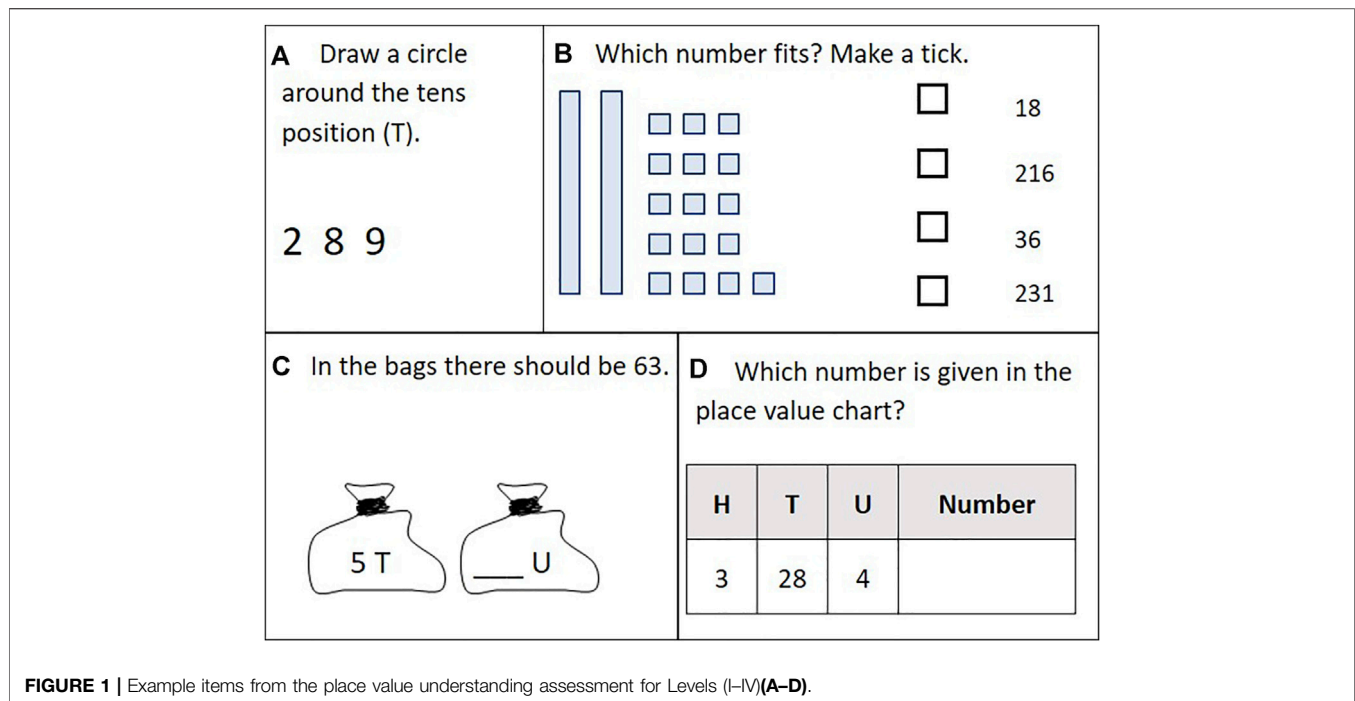 A Draw a circle
around the tens
position (T).
2 8 9
B Which number fits? Make a tick.
18
216
36
231
C In the bags there should be 63.
5 T
___ U
D Which number is given in the
place value chart?
H T U Number
3 28 4
FIGURE 1 | Example items from the place value understanding assessment for Levels (I–IV)(A–D).